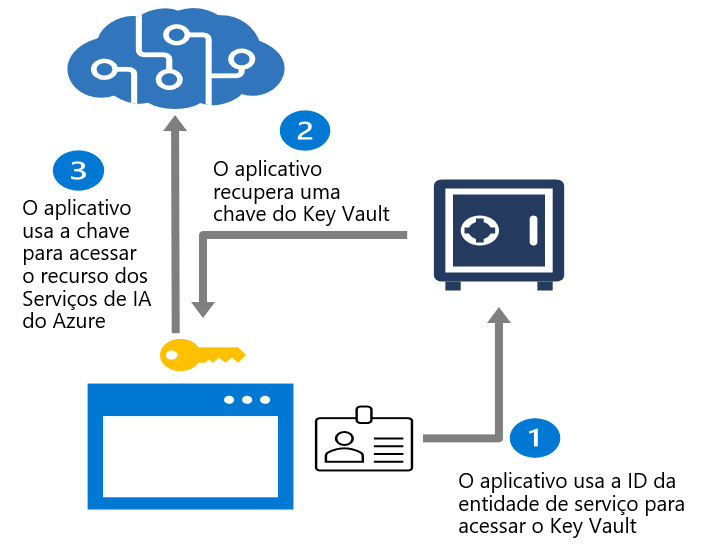 2
O aplicativo
recupera uma
chave do Key Vault
3
O aplicativo
usa a chave
para acessar
o recurso dos
Serviços de IA
do Azure
1
O aplicativo usa a ID da
entidade de serviço para
acessar o Key Vault